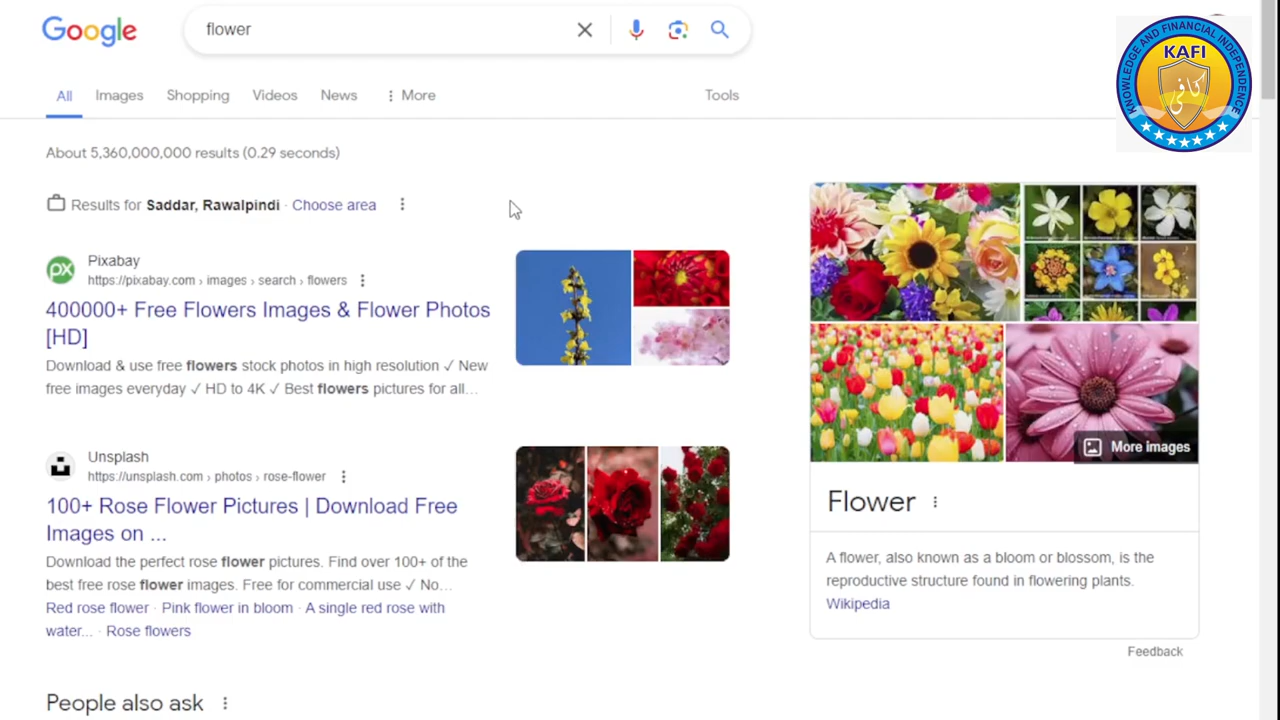 Google
flower
All Images Shopping Videos News More Tools
About 5,360,000,000 results (0.29 seconds)
Results for Saddar, Rawalpindi · Choose area
Pixabay
https://pixabay.com › images › search › flowers
400000+ Free Flowers Images & Flower Photos
[HD]
Download & use free flowers stock photos in high resolution ✓ New
free images everyday ✓ HD to 4K ✓ Best flowers pictures for all...
Unsplash
https://unsplash.com › photos › rose-flower
100+ Rose Flower Pictures | Download Free
Images on ...
Download the perfect rose flower pictures. Find over 100+ of the
best free rose flower images. Free for commercial use ✓ No...
Red rose flower · Pink flower in bloom · A single red rose with
water... · Rose flowers
People also ask
More images
Flower
A flower, also known as a bloom or blossom, is the
reproductive structure found in flowering plants.
Wikipedia
Feedback
KNOWLEDGE AND FINANCIAL INDEPENDENCE
KAFI
کافی
px